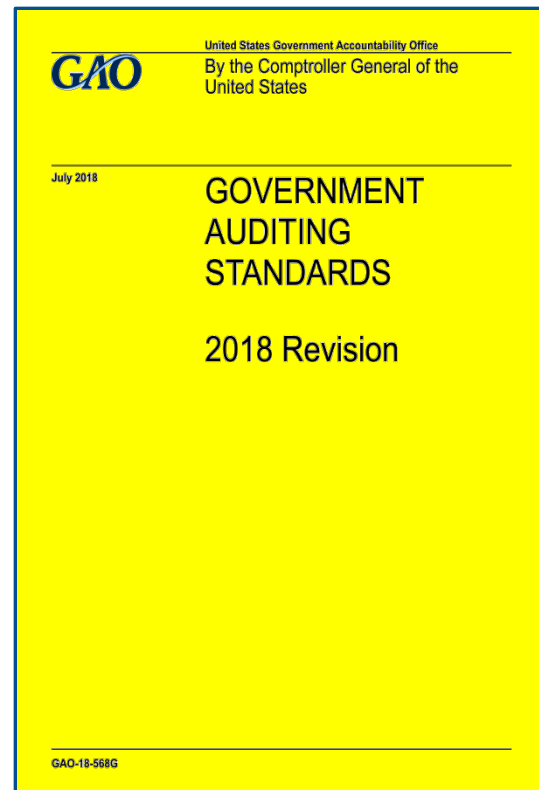 United States Government Accountability Office
GAO
By the Comptroller General of the
United States
July 2018
GOVERNMENT
AUDITING
STANDARDS
2018 Revision
GAO-18-568G